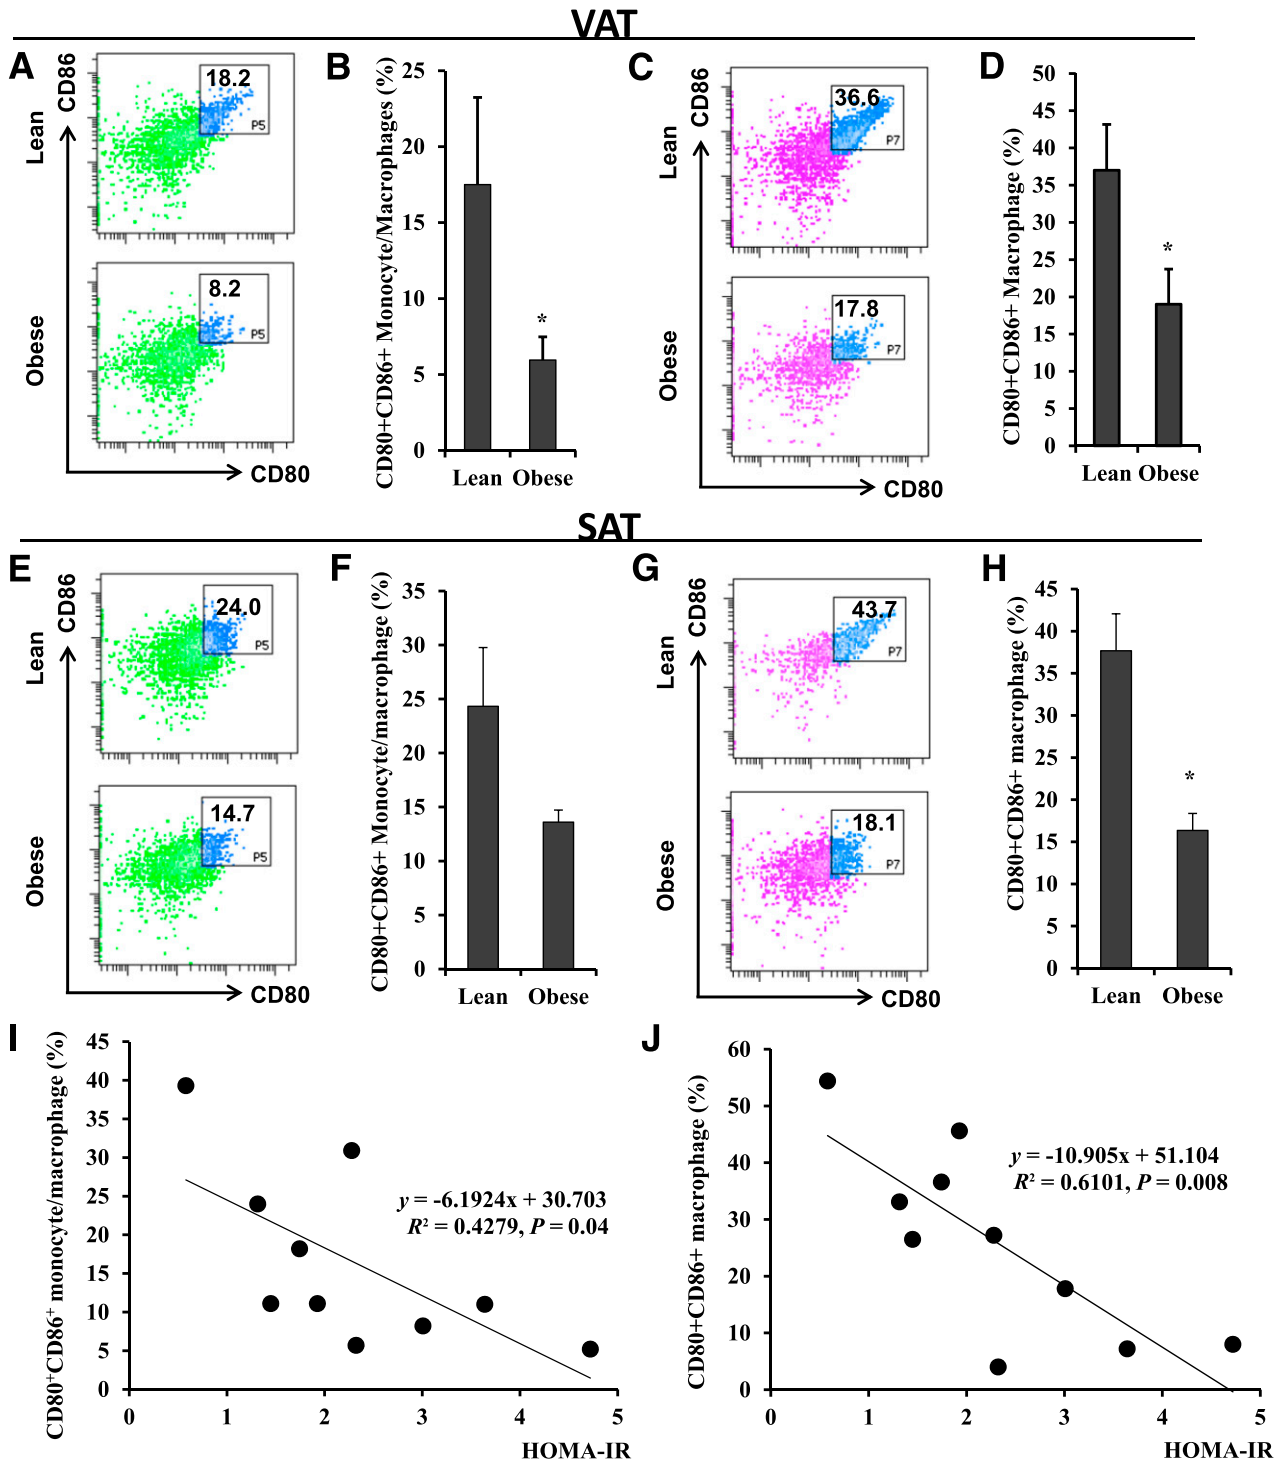 VAT
A
CD86
Lean
18.2
P5
Obese
8.2
P5
CD80
B
CD80+CD86+ Monocyte/Macrophages (%)
25
20
15
10
5
0
*
Lean Obese
C
CD86
Lean
36.6
P7
Obese
17.8
P7
CD80
D
CD80+CD86+ Macrophage (%)
50
45
40
35
30
25
20
15
10
5
0
*
Lean Obese
SAT
E
CD86
Lean
24.0
P5
Obese
14.7
P5
CD80
F
CD80+CD86+ Monocyte/macrophage (%)
35
30
25
20
15
10
5
0
Lean Obese
G
CD86
Lean
43.7
P7
Obese
18.1
P7
CD80
H
CD80+CD86+ macrophage (%)
45
40
35
30
25
20
15
10
5
0
*
Lean Obese
I
CD80⁺CD86⁺ monocyte/macrophage (%)
45
40
35
30
25
20
15
10
5
0
y = -6.1924x + 30.703
R² = 0.4279, P = 0.04
0 1 2 3 4 5
HOMA-IR
J
CD80+CD86+ macrophage (%)
60
50
40
30
20
10
0
y = -10.905x + 51.104
R² = 0.6101, P = 0.008
0 1 2 3 4 5
HOMA-IR